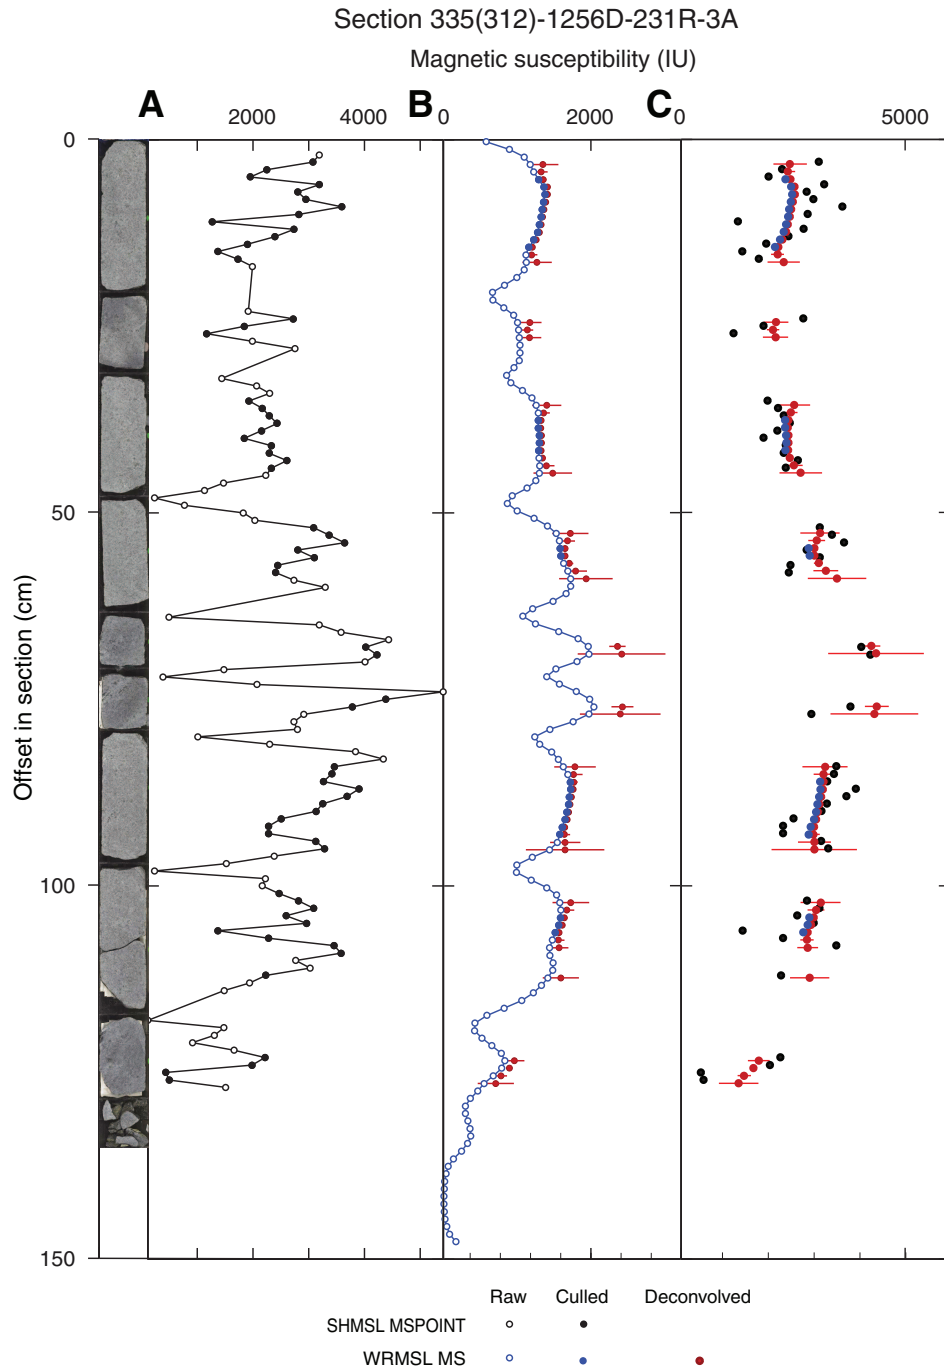 Section 335(312)-1256D-231R-3A
Magnetic susceptibility (IU)
A 2000 4000 B 0 2000 C 0 5000
0
50
100
150
Offset in section (cm)
Raw Culled Deconvolved
SHMSL MSPOINT
WRMSL MS